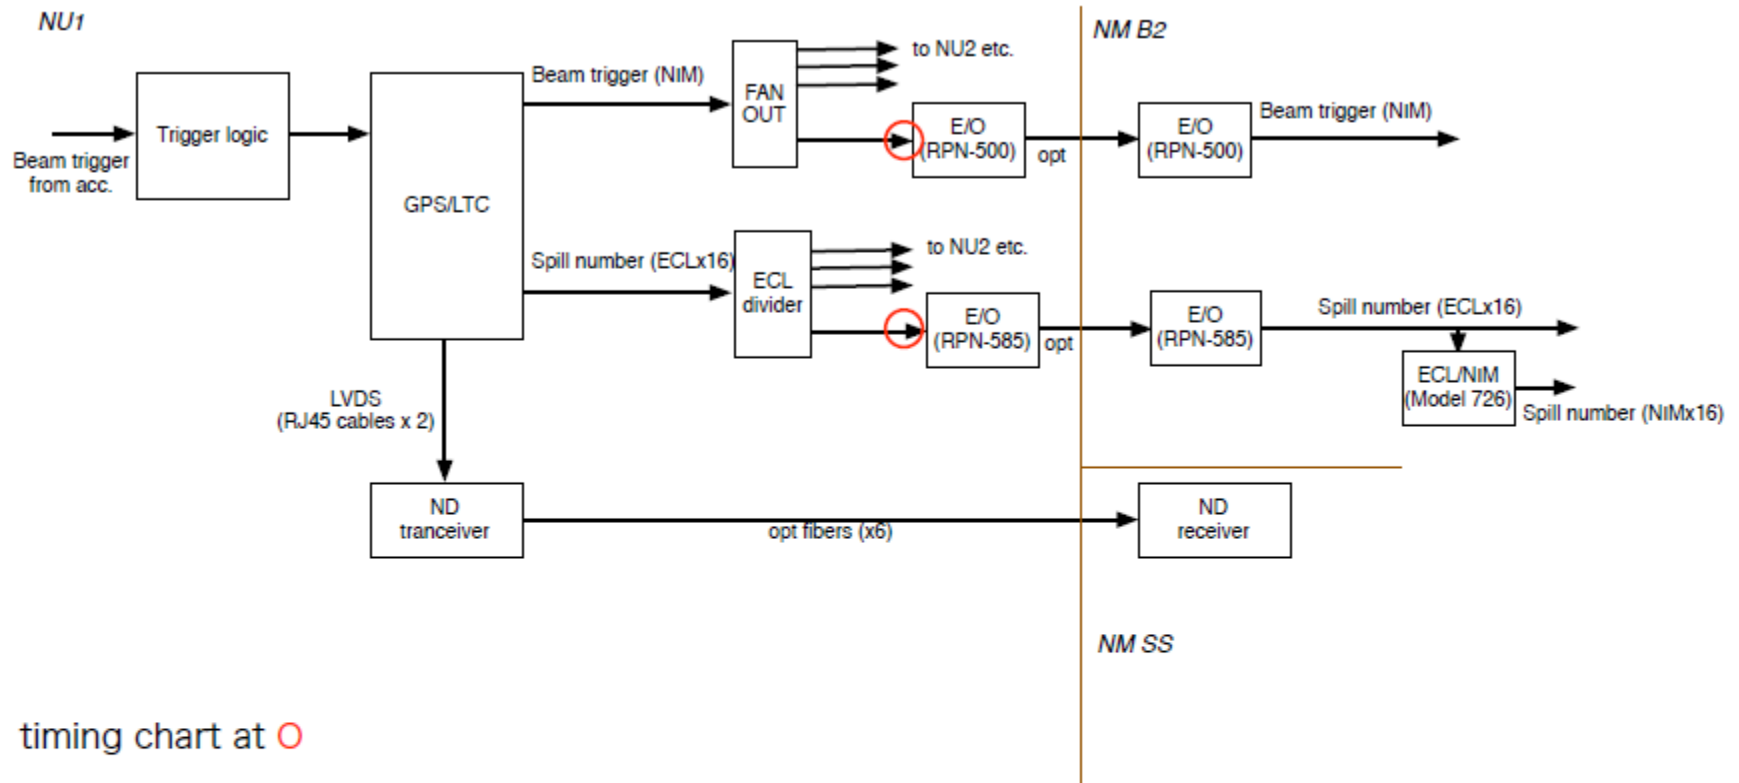 NU1
NM B2
Beam trigger
from acc.
Trigger logic
GPS/LTC
Beam trigger (NIM)
FAN
OUT
to NU2 etc.
E/O
(RPN-500)
opt
E/O
(RPN-500)
Beam trigger (NIM)
Spill number (ECLx16)
ECL
divider
to NU2 etc.
E/O
(RPN-585)
opt
E/O
(RPN-585)
Spill number (ECLx16)
ECL/NIM
(Model 726)
Spill number (NIMx16)
LVDS
(RJ45 cables x 2)
ND
tranceiver
opt fibers (x6)
ND
receiver
NM SS
timing chart at O